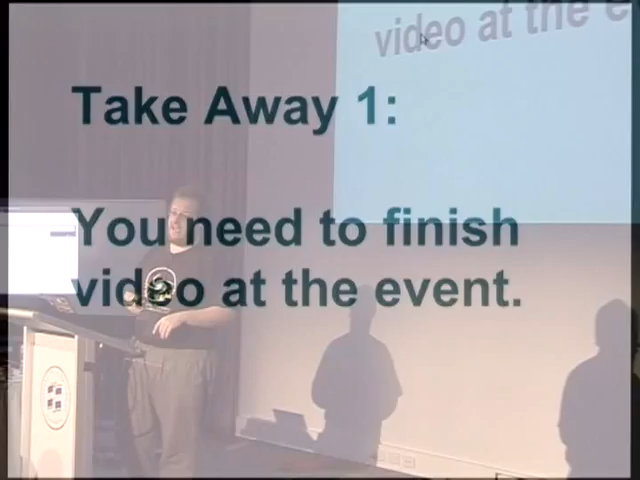 video at the e
Take Away 1:
You need to finish
video at the event.